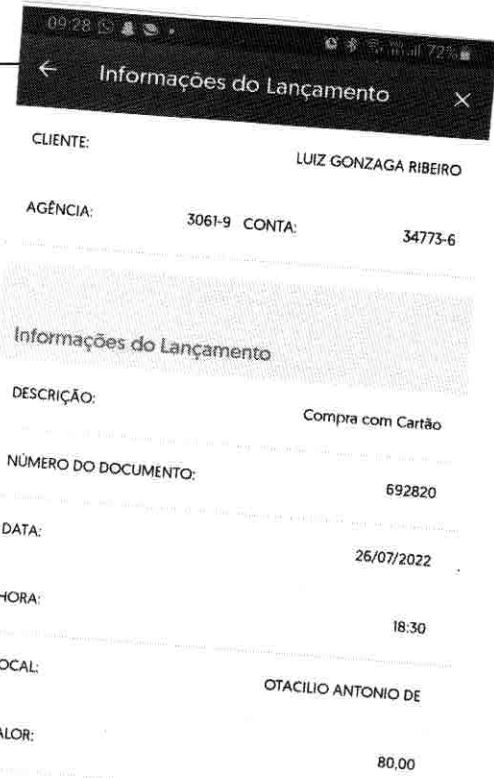 09:28
72%
← Informações do Lançamento ×
CLIENTE: LUIZ GONZAGA RIBEIRO
AGÊNCIA: 3061-9 CONTA: 34773-6
Informações do Lançamento
DESCRIÇÃO: Compra com Cartão
NÚMERO DO DOCUMENTO: 692820
DATA: 26/07/2022
HORA: 18:30
OCAL: OTACILIO ANTONIO DE
ALOR: 80,00